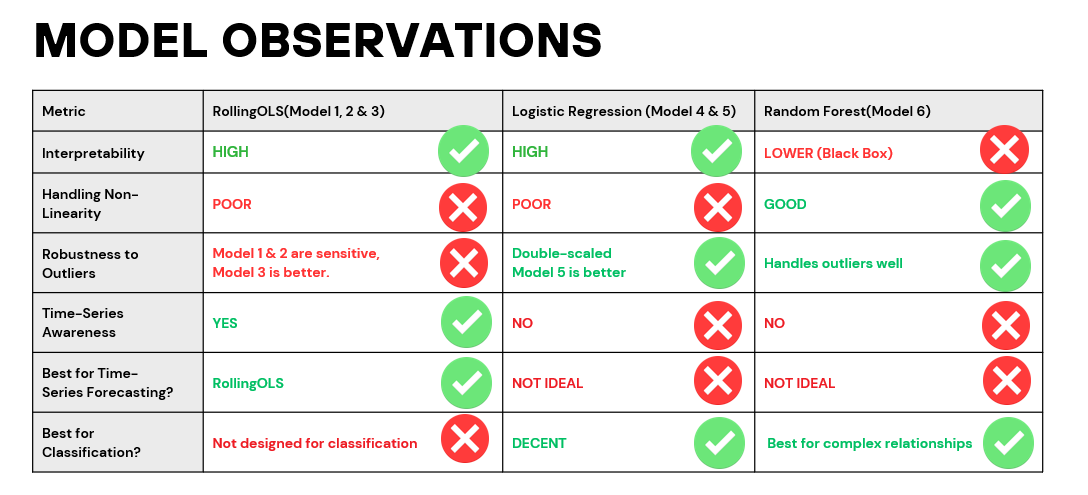 MODEL OBSERVATIONS
Metric
RollingOLS(Model 1, 2 & 3)
Logistic Regression (Model 4 & 5)
Random Forest(Model 6)
Interpretability
HIGH
HIGH
LOWER (Black Box)
Handling Non-
Linearity
POOR
POOR
GOOD
Robustness to
Outliers
Model 1 & 2 are sensitive,
Model 3 is better.
Double-scaled
Model 5 is better
Handles outliers well
Time-Series
Awareness
YES
NO
NO
Best for Time-
Series Forecasting?
RollingOLS
NOT IDEAL
NOT IDEAL
Best for
Classification?
Not designed for classification
DECENT
Best for complex relationships